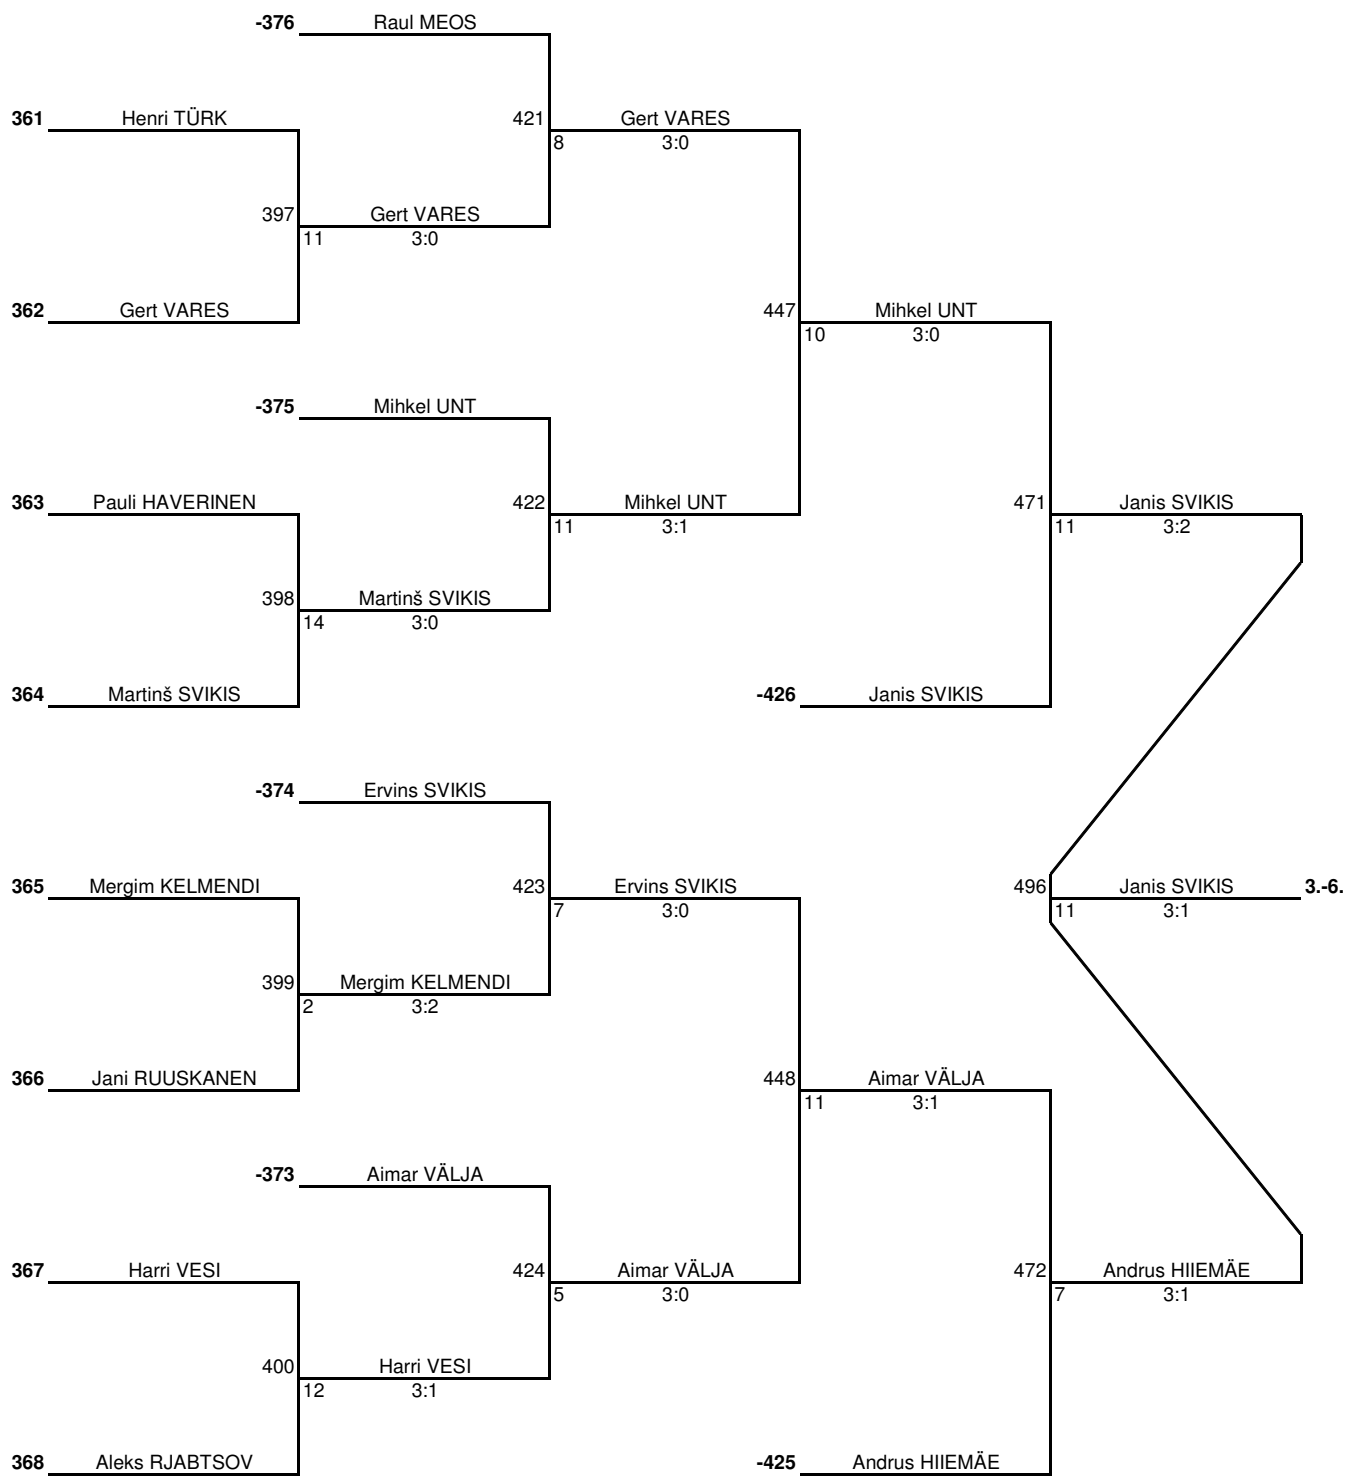 -376 Raul MEOS
361 Henri TÜRK 421 Gert VARES
8 3:0
397 Gert VARES
11 3:0
362 Gert VARES 447 Mihkel UNT
10 3:0
-375 Mihkel UNT
363 Pauli HAVERINEN 422 Mihkel UNT 471 Janis SVIKIS
11 3:1 11 3:2
398 Martinš SVIKIS
14 3:0
364 Martinš SVIKIS -426 Janis SVIKIS
-374 Ervins SVIKIS
365 Mergim KELMENDI 423 Ervins SVIKIS 496 Janis SVIKIS 3.-6.
7 3:0 11 3:1
399 Mergim KELMENDI
2 3:2
366 Jani RUUSKANEN 448 Aimar VÄLJA
11 3:1
-373 Aimar VÄLJA
367 Harri VESI 424 Aimar VÄLJA 472 Andrus HIIEMÄE
5 3:0 7 3:1
400 Harri VESI
12 3:1
368 Aleks RJABTSOV -425 Andrus HIIEMÄE